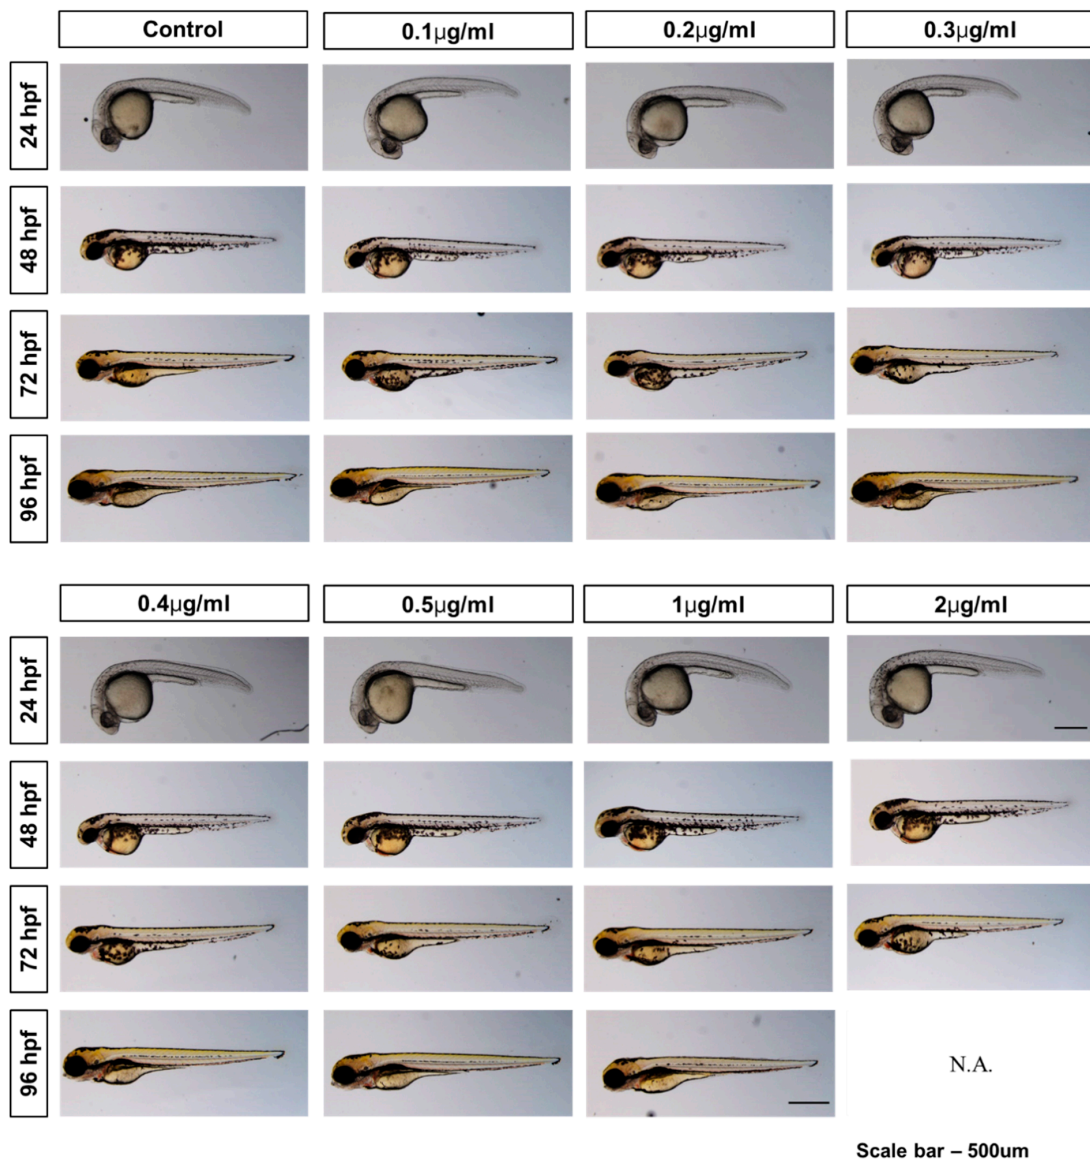 Control
0.1µg/ml
0.2µg/ml
0.3µg/ml
24 hpf
48 hpf
72 hpf
96 hpf
0.4µg/ml
0.5µg/ml
1µg/ml
2µg/ml
24 hpf
48 hpf
72 hpf
96 hpf
N.A.
Scale bar – 500um